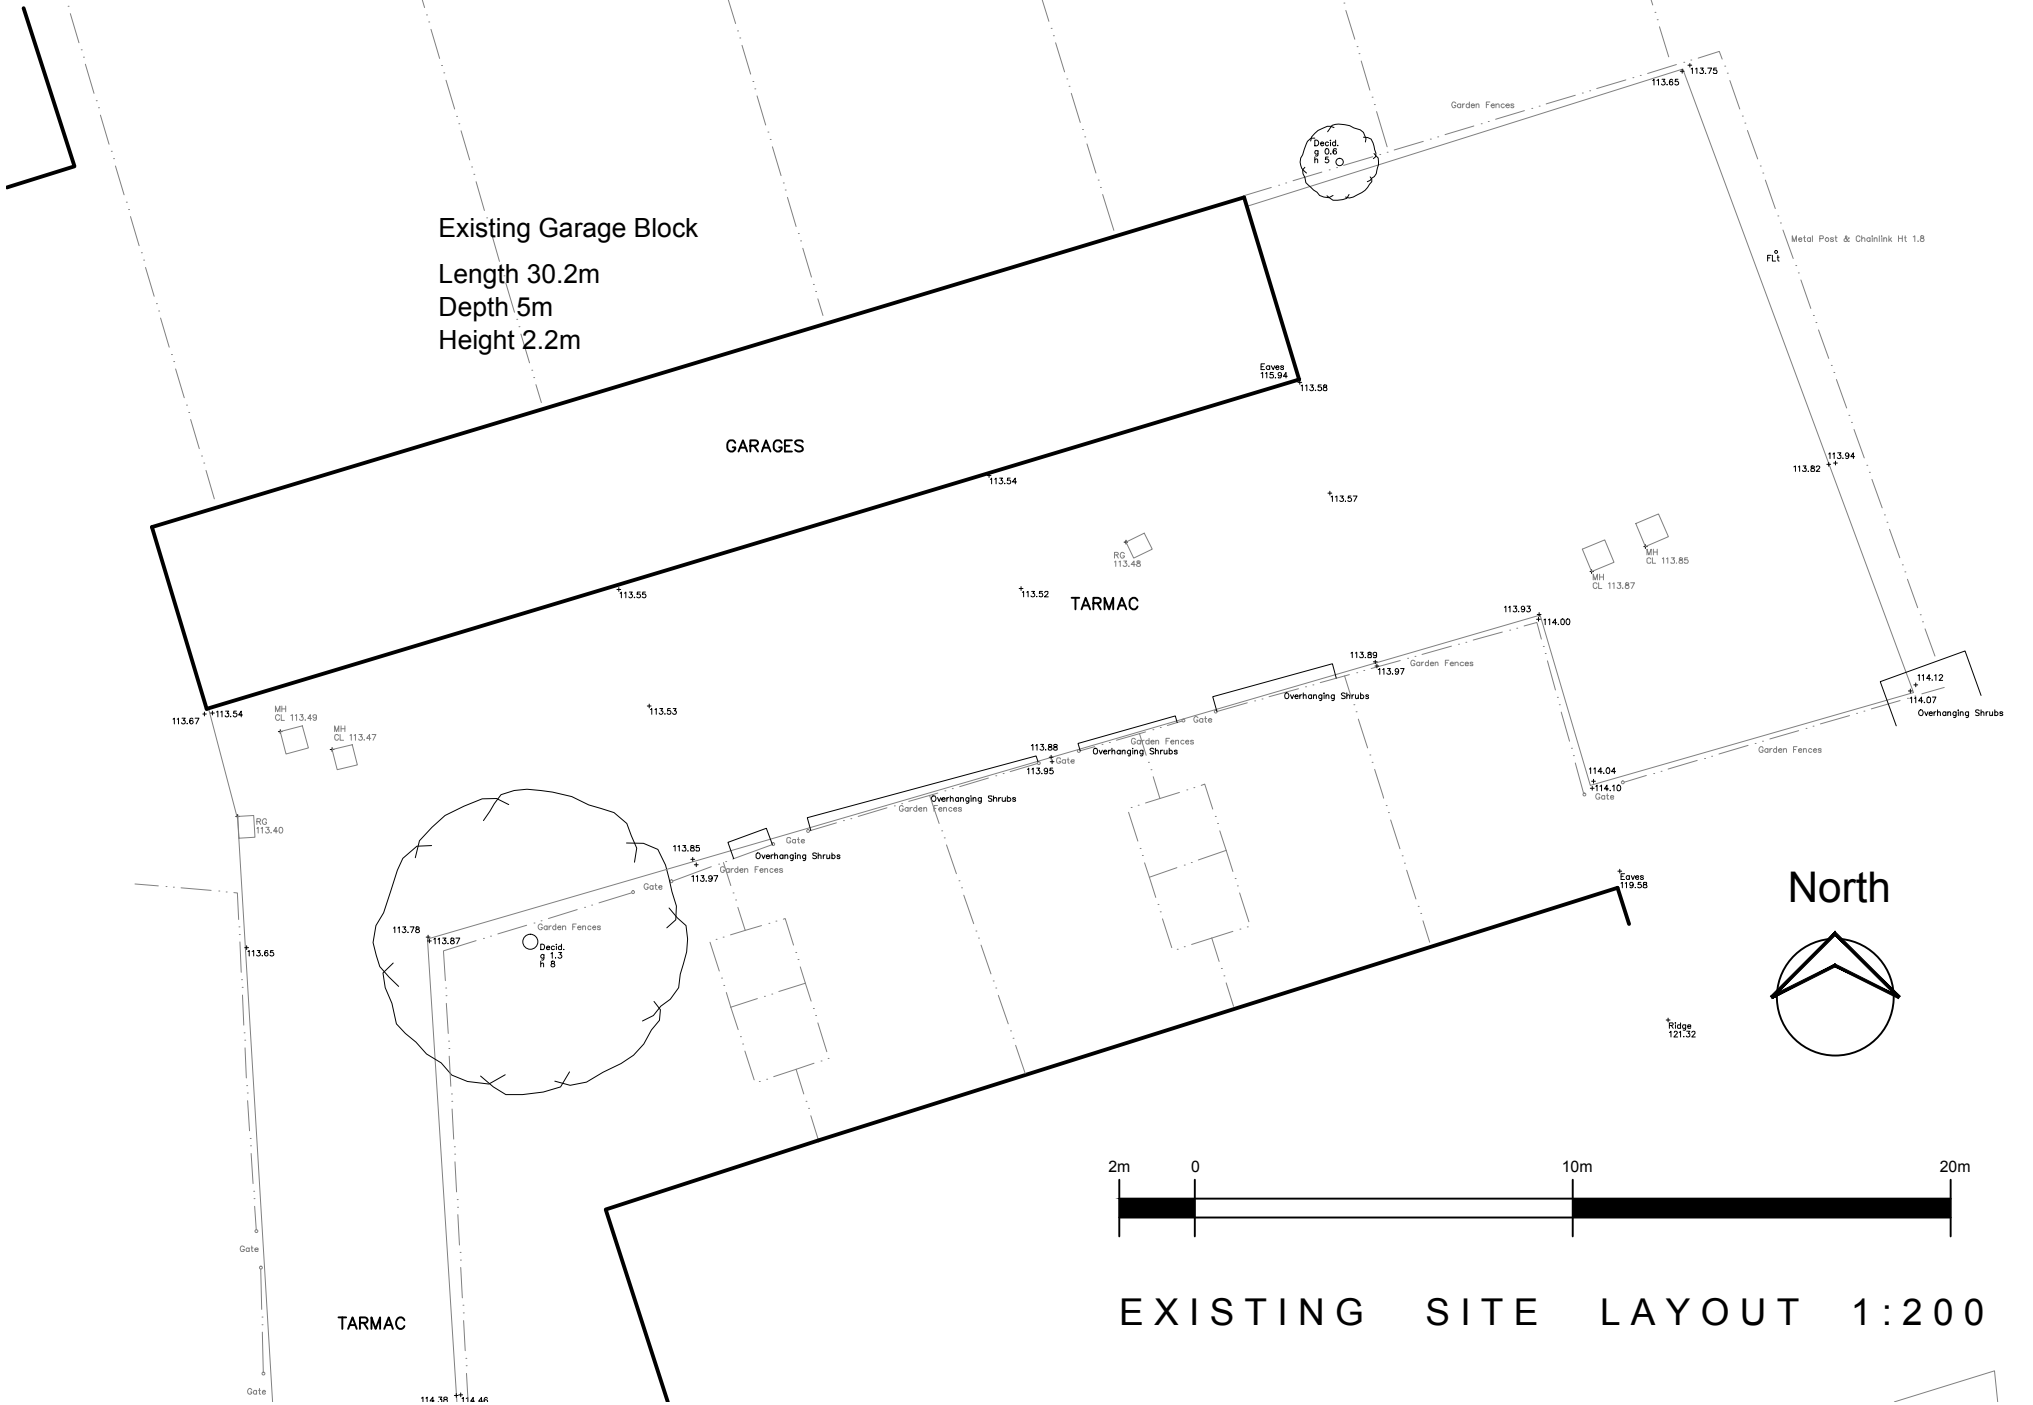 113.75
113.65
Garden Fences
Decid.
g 0.6
h 5
Existing Garage Block
Length 30.2m
Depth 5m
Height 2.2m
Metal Post & Chainlink Ht 1.8
FLt
Eaves
115.94
113.58
GARAGES
113.94
113.82
113.54
113.57
RG
113.48
MH
CL 113.85
MH
CL 113.87
113.55
113.52
TARMAC
113.93
114.00
113.89
113.97
Garden Fences
114.12
114.07
Overhanging Shrubs
Overhanging Shrubs
113.67
113.54
MH
CL 113.49
MH
CL 113.47
113.53
Gate
Garden Fences
Overhanging Shrubs
113.88
Gate
113.95
Garden Fences
114.04
114.10
Gate
Overhanging Shrubs
Garden Fences
RG
113.40
Gate
113.85
Overhanging Shrubs
Garden Fences
113.97
Gate
Eaves
119.58
North
Garden Fences
113.78
113.87
Decid.
g 1.3
h 8
113.65
Ridge
121.32
2m 0 10m 20m
Gate
EXISTING SITE LAYOUT 1:200
TARMAC
Gate
114.38
114.46